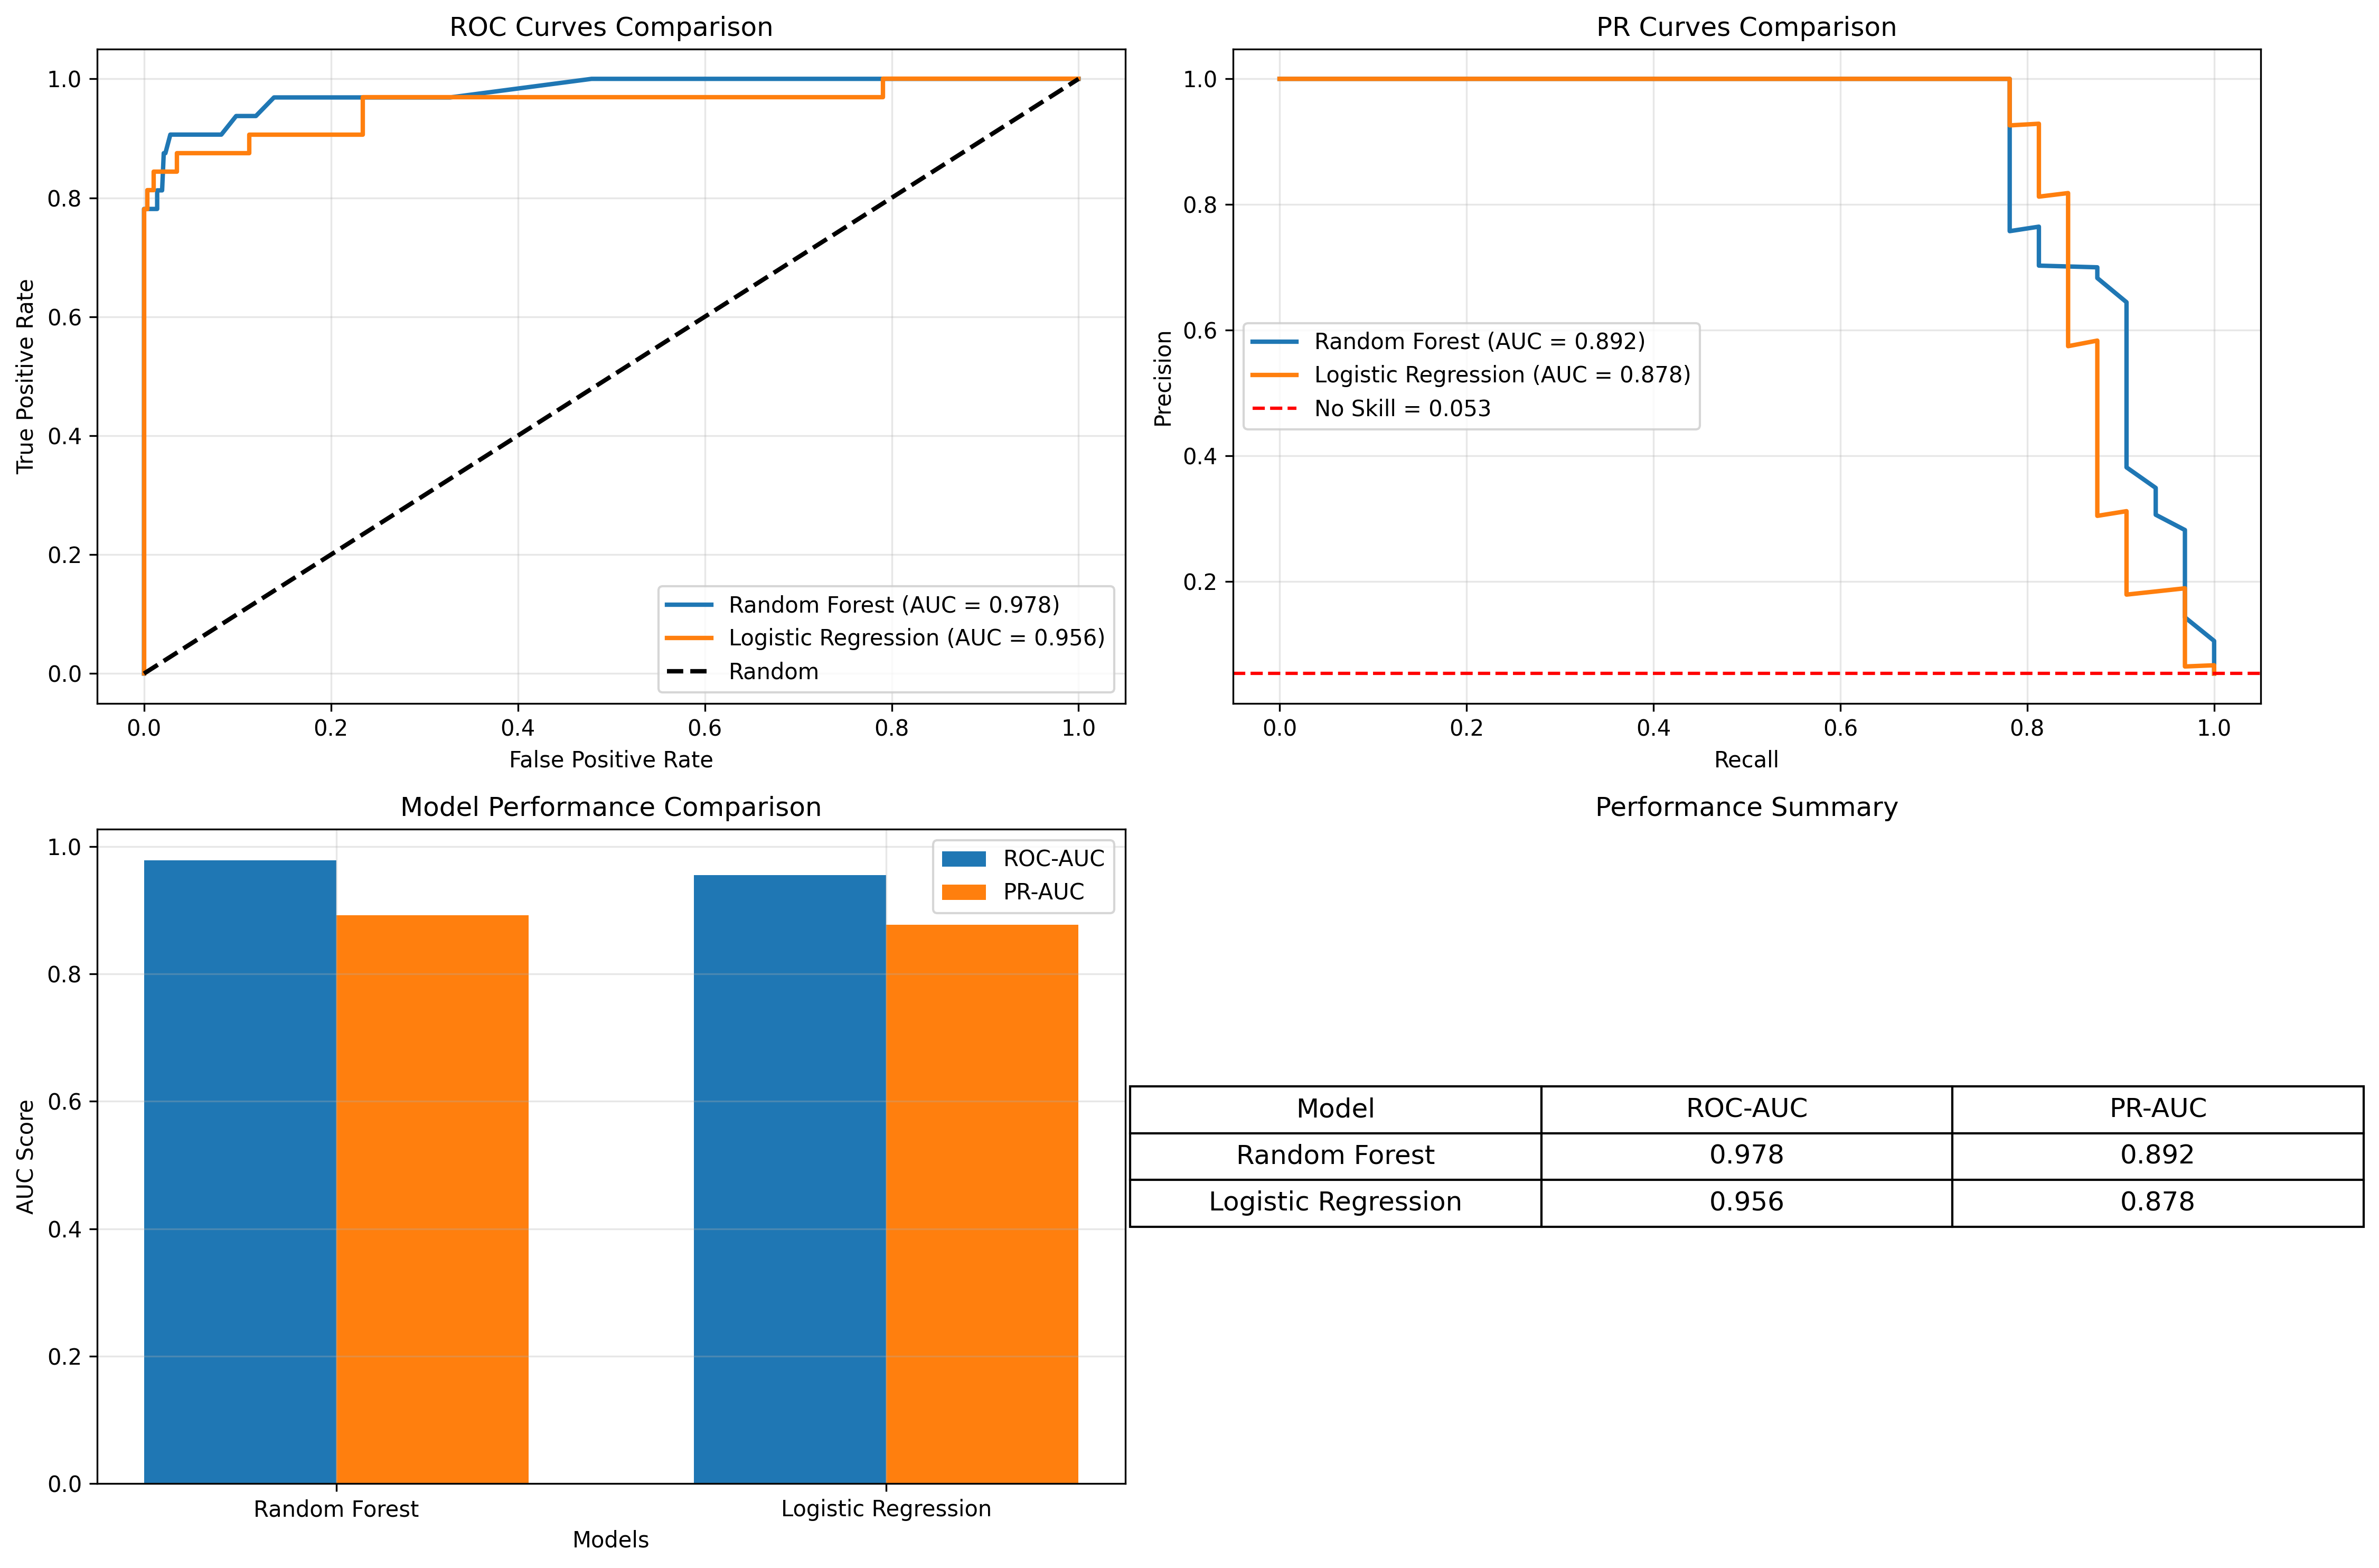 ROC Curves Comparison
True Positive Rate
1.0
0.8
0.6
0.4
0.2
0.0
0.0 0.2 0.4 0.6 0.8 1.0
False Positive Rate
Random Forest (AUC = 0.978)
Logistic Regression (AUC = 0.956)
Random
PR Curves Comparison
Precision
1.0
0.8
0.6
0.4
0.2
0.0 0.2 0.4 0.6 0.8 1.0
Recall
Random Forest (AUC = 0.892)
Logistic Regression (AUC = 0.878)
No Skill = 0.053
Model Performance Comparison
AUC Score
1.0
0.8
0.6
0.4
0.2
0.0
Random Forest Logistic Regression
Models
ROC-AUC
PR-AUC
Performance Summary
Model ROC-AUC PR-AUC
Random Forest 0.978 0.892
Logistic Regression 0.956 0.878